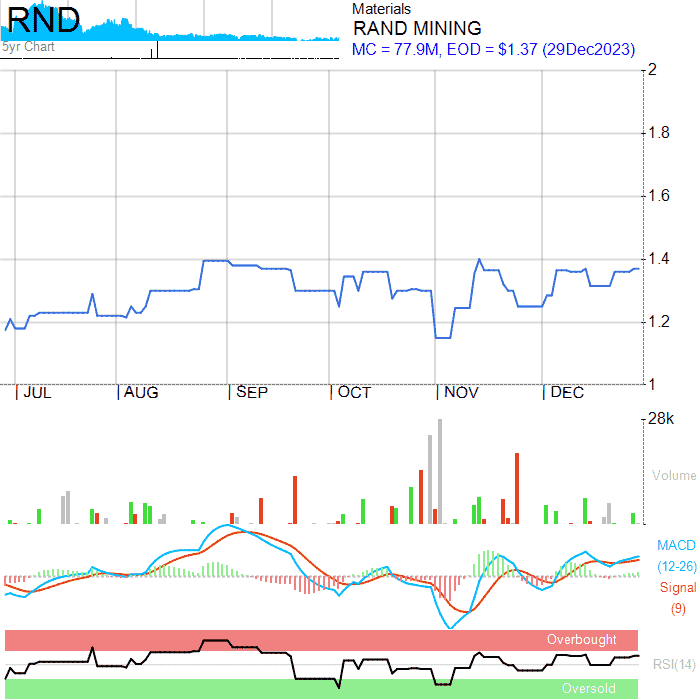 RND
5yr Chart
Materials
RAND MINING
MC = 77.9M, EOD = $1.37 (29Dec2023)
2
1.8
1.6
1.4
1.2
1
JUL AUG SEP OCT NOV DEC
28k
Volume
MACD
(12-26)
Signal
(9)
Overbought
RSI(14)
Oversold